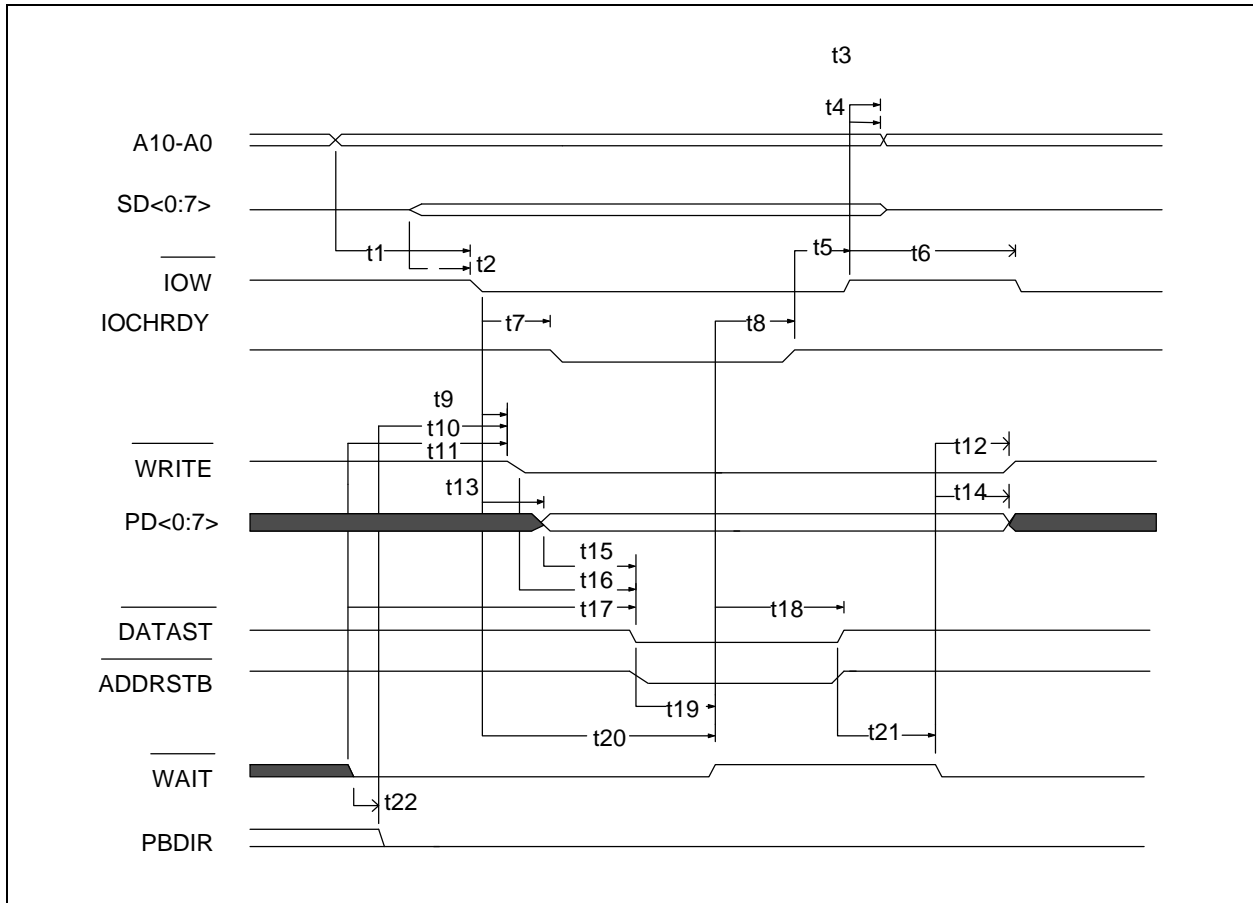 t3
t4
A10-A0
SD<0:7>
t1
t2
t5
t6
IOW
IOCHRDY
t7
t8
t9
t10
t11
t12
WRITE
t13
t14
PD<0:7>
t15
t16
t17
t18
DATAST
ADDRSTB
t19
t20
t21
WAIT
t22
PBDIR